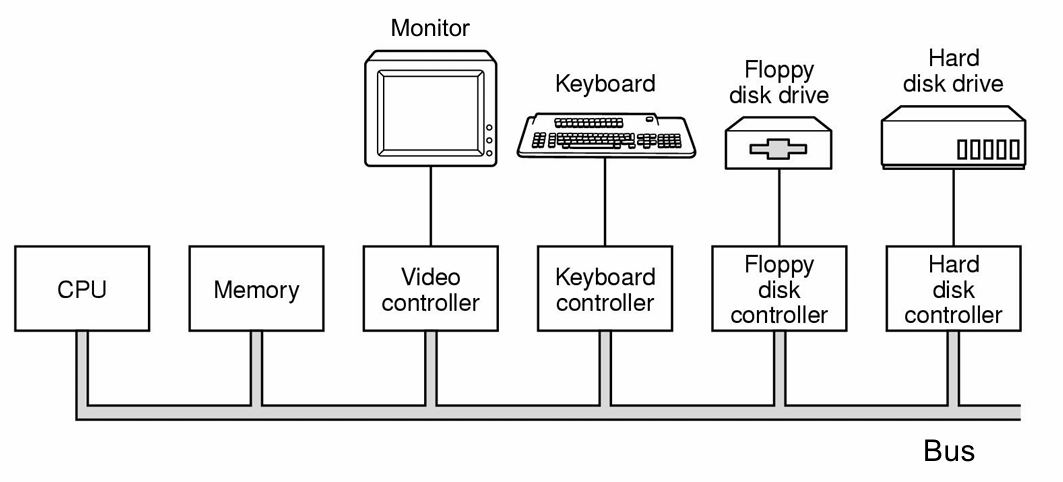 Monitor
Keyboard
Floppy
disk drive
Hard
disk drive
CPU
Memory
Video
controller
Keyboard
controller
Floppy
disk
controller
Hard
disk
controller
Bus